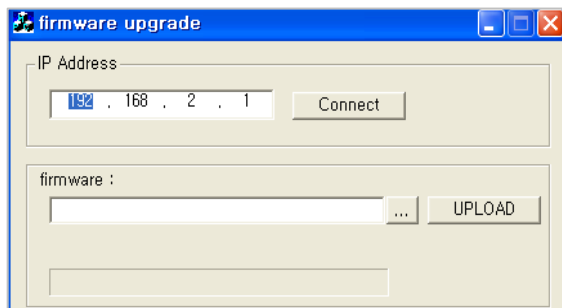 firmware upgrade
IP Address
192 . 168 . 2 . 1
Connect
firmware :
... UPLOAD